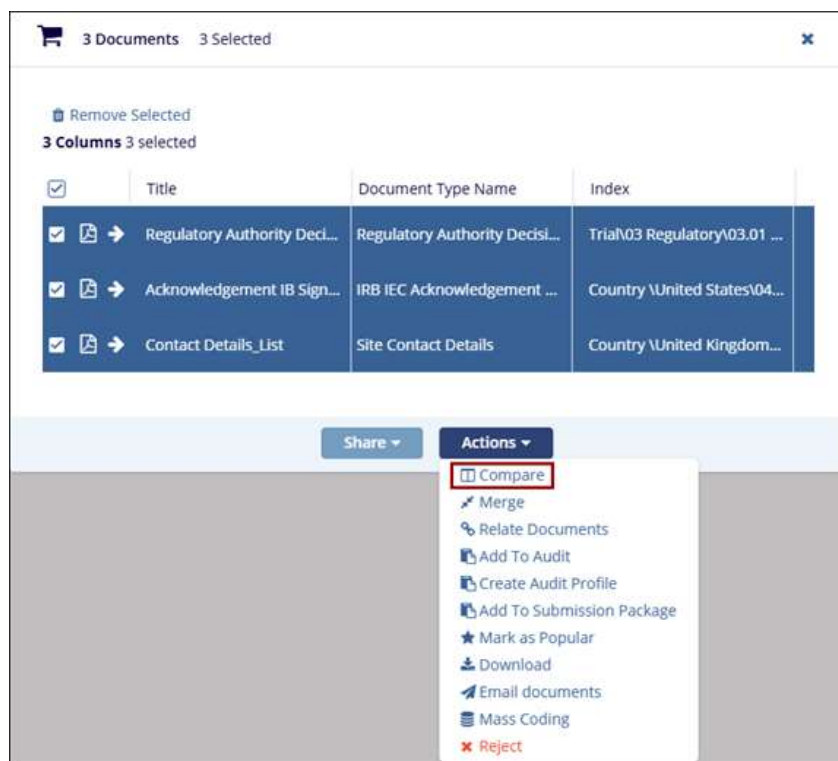 3 Documents 3 Selected
Remove Selected
3 Columns 3 selected
Title Document Type Name Index
Regulatory Authority Deci... Regulatory Authority Decisi... Trial\03 Regulatory\03.01 ...
Acknowledgement IB Sign... IRB IEC Acknowledgement ... Country \United States\04...
Contact Details_List Site Contact Details Country \United Kingdom...
Share Actions
Compare
Merge
Relate Documents
Add To Audit
Create Audit Profile
Add To Submission Package
Mark as Popular
Download
Email documents
Mass Coding
Reject